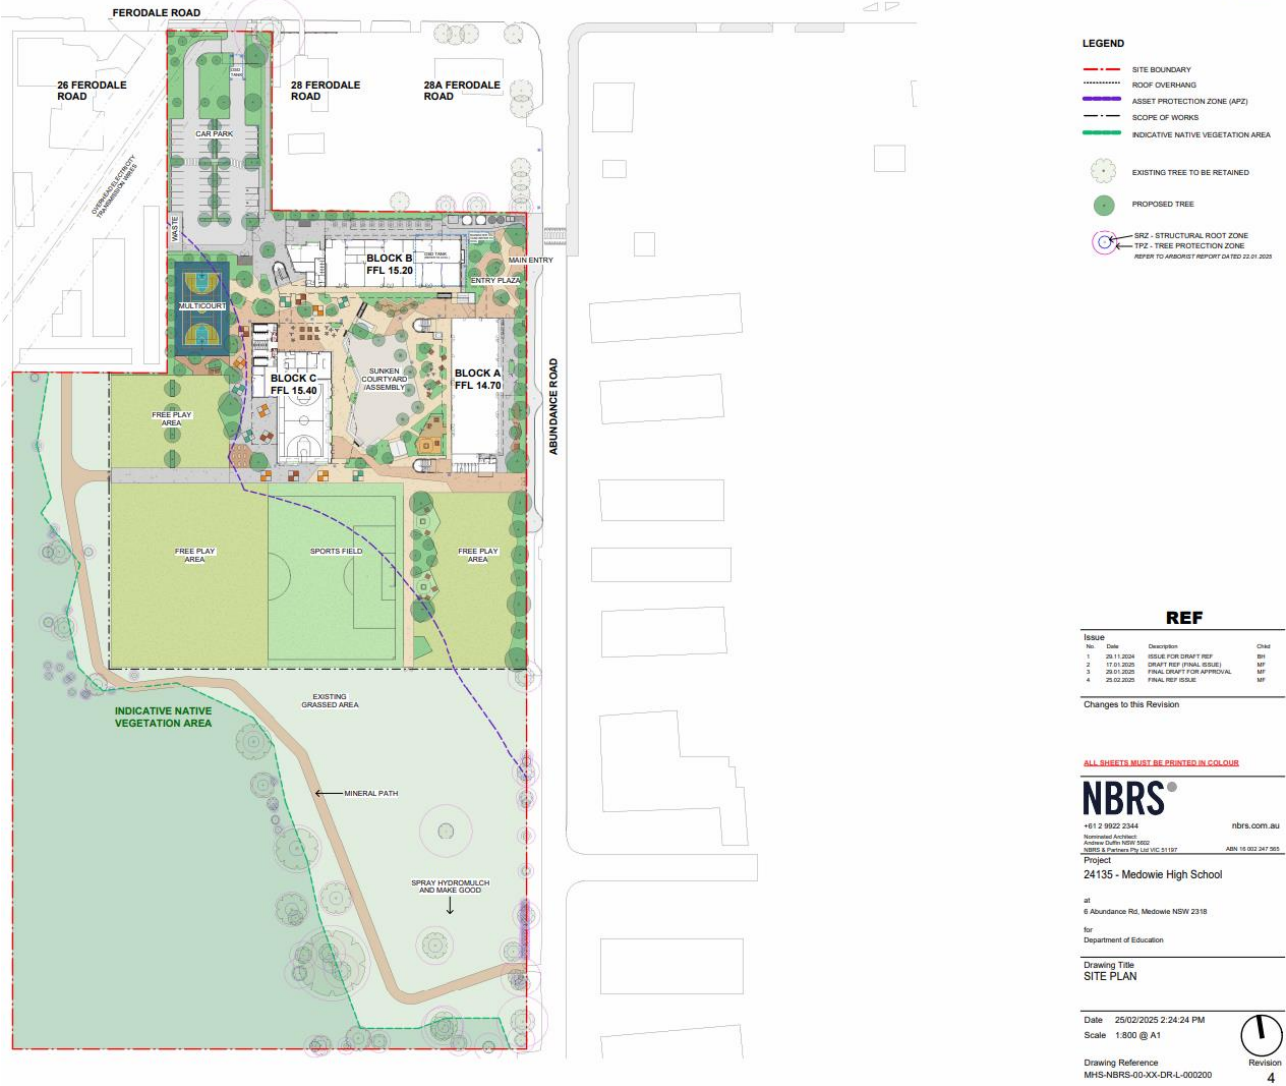 FERODALE ROAD
26 FERODALE
ROAD
28 FERODALE
ROAD
28A FERODALE
ROAD
CAR PARK
OVERHEAD ELECTRICITY
TRANSMISSION WIRES
WASTE
BLOCK B
FFL 15.20
MAIN ENTRY
ENTRY PLAZA
MULTICOURT
BLOCK C
FFL 15.40
SUNKEN
COURTYARD
/ASSEMBLY
BLOCK A
FFL 14.70
ABUNDANCE ROAD
FREE PLAY
AREA
FREE PLAY
AREA
SPORTS FIELD
FREE PLAY
AREA
EXISTING
GRASSED AREA
INDICATIVE NATIVE
VEGETATION AREA
MINERAL PATH
SPRAY HYDROMULCH
AND MAKE GOOD
LEGEND
SITE BOUNDARY
ROOF OVERHANG
ASSET PROTECTION ZONE (APZ)
SCOPE OF WORKS
INDICATIVE NATIVE VEGETATION AREA
EXISTING TREE TO BE RETAINED
PROPOSED TREE
SRZ - STRUCTURAL ROOT ZONE
TPZ - TREE PROTECTION ZONE
REFER TO ARBORIST REPORT DATED 22.01.2025
REF
Issue
No. Date Description Chkd
1 29.11.2024 ISSUE FOR DRAFT REF BH
2 17.01.2025 DRAFT REF (FINAL ISSUE) MF
3 29.01.2025 FINAL DRAFT FOR APPROVAL MF
4 25.02.2025 FINAL REF ISSUE MF
Changes to this Revision
ALL SHEETS MUST BE PRINTED IN COLOUR
NBRS
+61 2 9922 2344 nbrs.com.au
Nominated Architect:
Andrew Duffin NSW 5602
NBRS & Partners Pty Ltd VIC 51197 ABN 16 002 247 565
Project
24135 - Medowie High School
at
6 Abundance Rd, Medowie NSW 2318
for
Department of Education
Drawing Title
SITE PLAN
Date 25/02/2025 2:24:24 PM
Scale 1:800 @ A1
Drawing Reference Revision
MHS-NBRS-00-XX-DR-L-000200 4